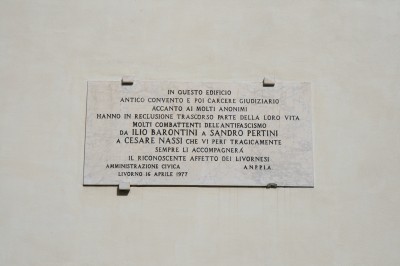 IN QUESTO EDIFICIO
ANTICO CONVENTO E POI CARCERE GIUDIZIARIO
ACCANTO AI MOLTI ANONIMI
HANNO IN RECLUSIONE TRASCORSO PARTE DELLA LORO VITA
MOLTI COMBATTENTI DELL'ANTIFASCISMO
DA ILIO BARONTINI A SANDRO PERTINI
A CESARE NASSI CHE VI PERÌ TRAGICAMENTE
SEMPRE LI ACCOMPAGNERÀ
IL RICONOSCENTE AFFETTO DEI LIVORNESI
AMMINISTRAZIONE CIVICA A.N.P.P.I.A
LIVORNO 16 APRILE 1977